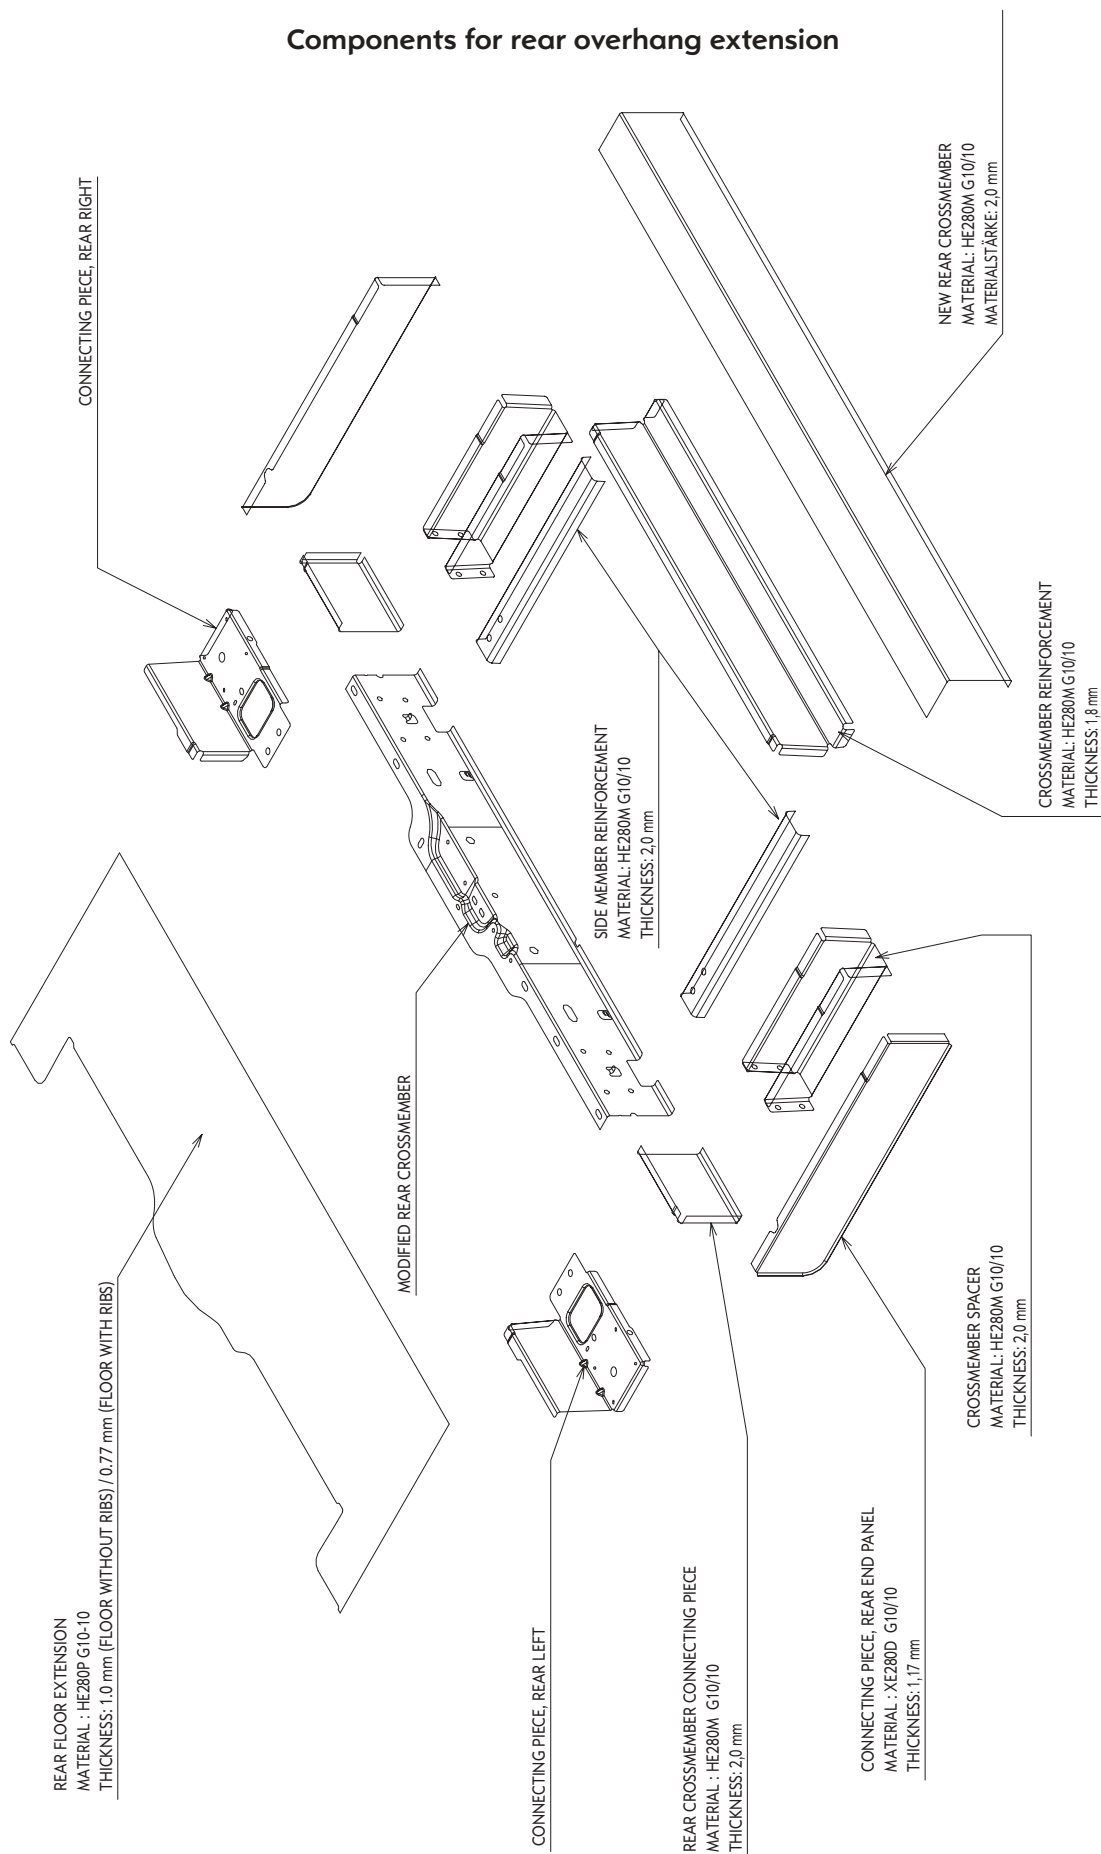 Components for rear overhang extension
REAR FLOOR EXTENSION
MATERIAL : HE280P G10-10
THICKNESS: 1.0 mm (FLOOR WITHOUT RIBS) / 0.77 mm (FLOOR WITH RIBS)
CONNECTING PIECE, REAR RIGHT
MODIFIED REAR CROSSMEMBER
CONNECTING PIECE, REAR LEFT
SIDE MEMBER REINFORCEMENT
MATERIAL: HE280M G10/10
THICKNESS: 2,0 mm
REAR CROSSMEMBER CONNECTING PIECE
MATERIAL : HE280M G10/10
THICKNESS: 2,0 mm
CONNECTING PIECE, REAR END PANEL
MATERIAL : XE280D G10/10
THICKNESS: 1,17 mm
CROSSMEMBER SPACER
MATERIAL: HE280M G10/10
THICKNESS: 2,0 mm
NEW REAR CROSSMEMBER
MATERIAL: HE280M G10/10
MATERIALSTÄRKE: 2,0 mm
CROSSMEMBER REINFORCEMENT
MATERIAL: HE280M G10/10
THICKNESS: 1,8 mm